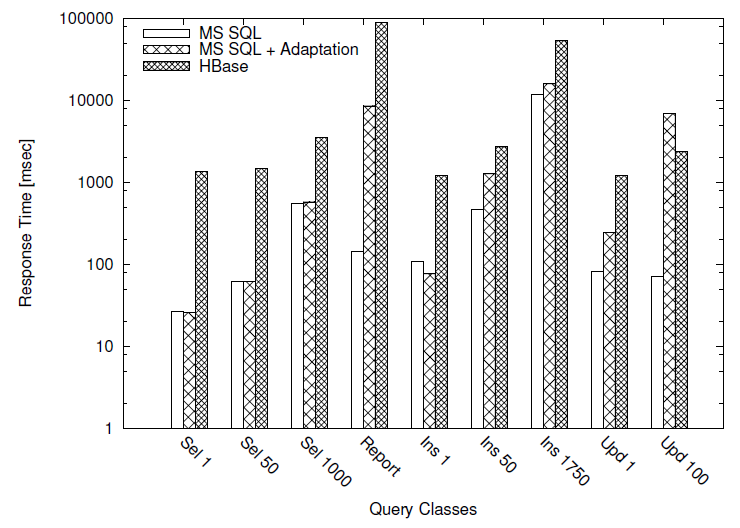 100000
10000
1000
100
10
1
Response Time [msec]
MS SQL
MS SQL + Adaptation
HBase
Sel 1
Sel 50
Sel 1000
Report
Ins 1
Ins 50
Ins 1750
Upd 1
Upd 100
Query Classes